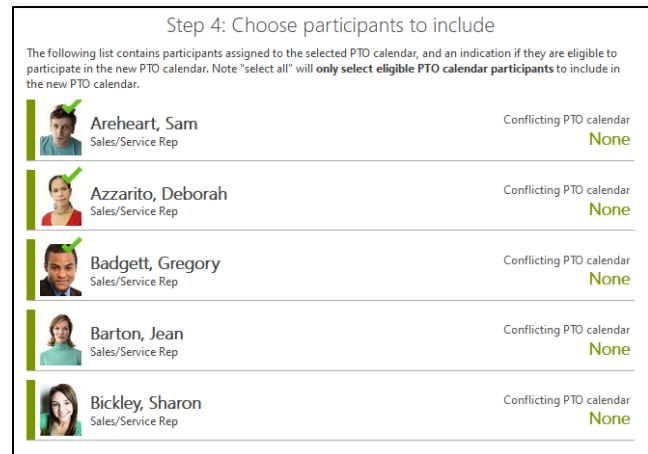 Step 4: Choose participants to include
The following list contains participants assigned to the selected PTO calendar, and an indication if they are eligible to
participate in the new PTO calendar. Note "select all" will only select eligible PTO calendar participants to include in
the new PTO calendar.
Areheart, Sam
Sales/Service Rep
Conflicting PTO calendar
None
Azzarito, Deborah
Sales/Service Rep
Conflicting PTO calendar
None
Badgett, Gregory
Sales/Service Rep
Conflicting PTO calendar
None
Barton, Jean
Sales/Service Rep
Conflicting PTO calendar
None
Bickley, Sharon
Sales/Service Rep
Conflicting PTO calendar
None